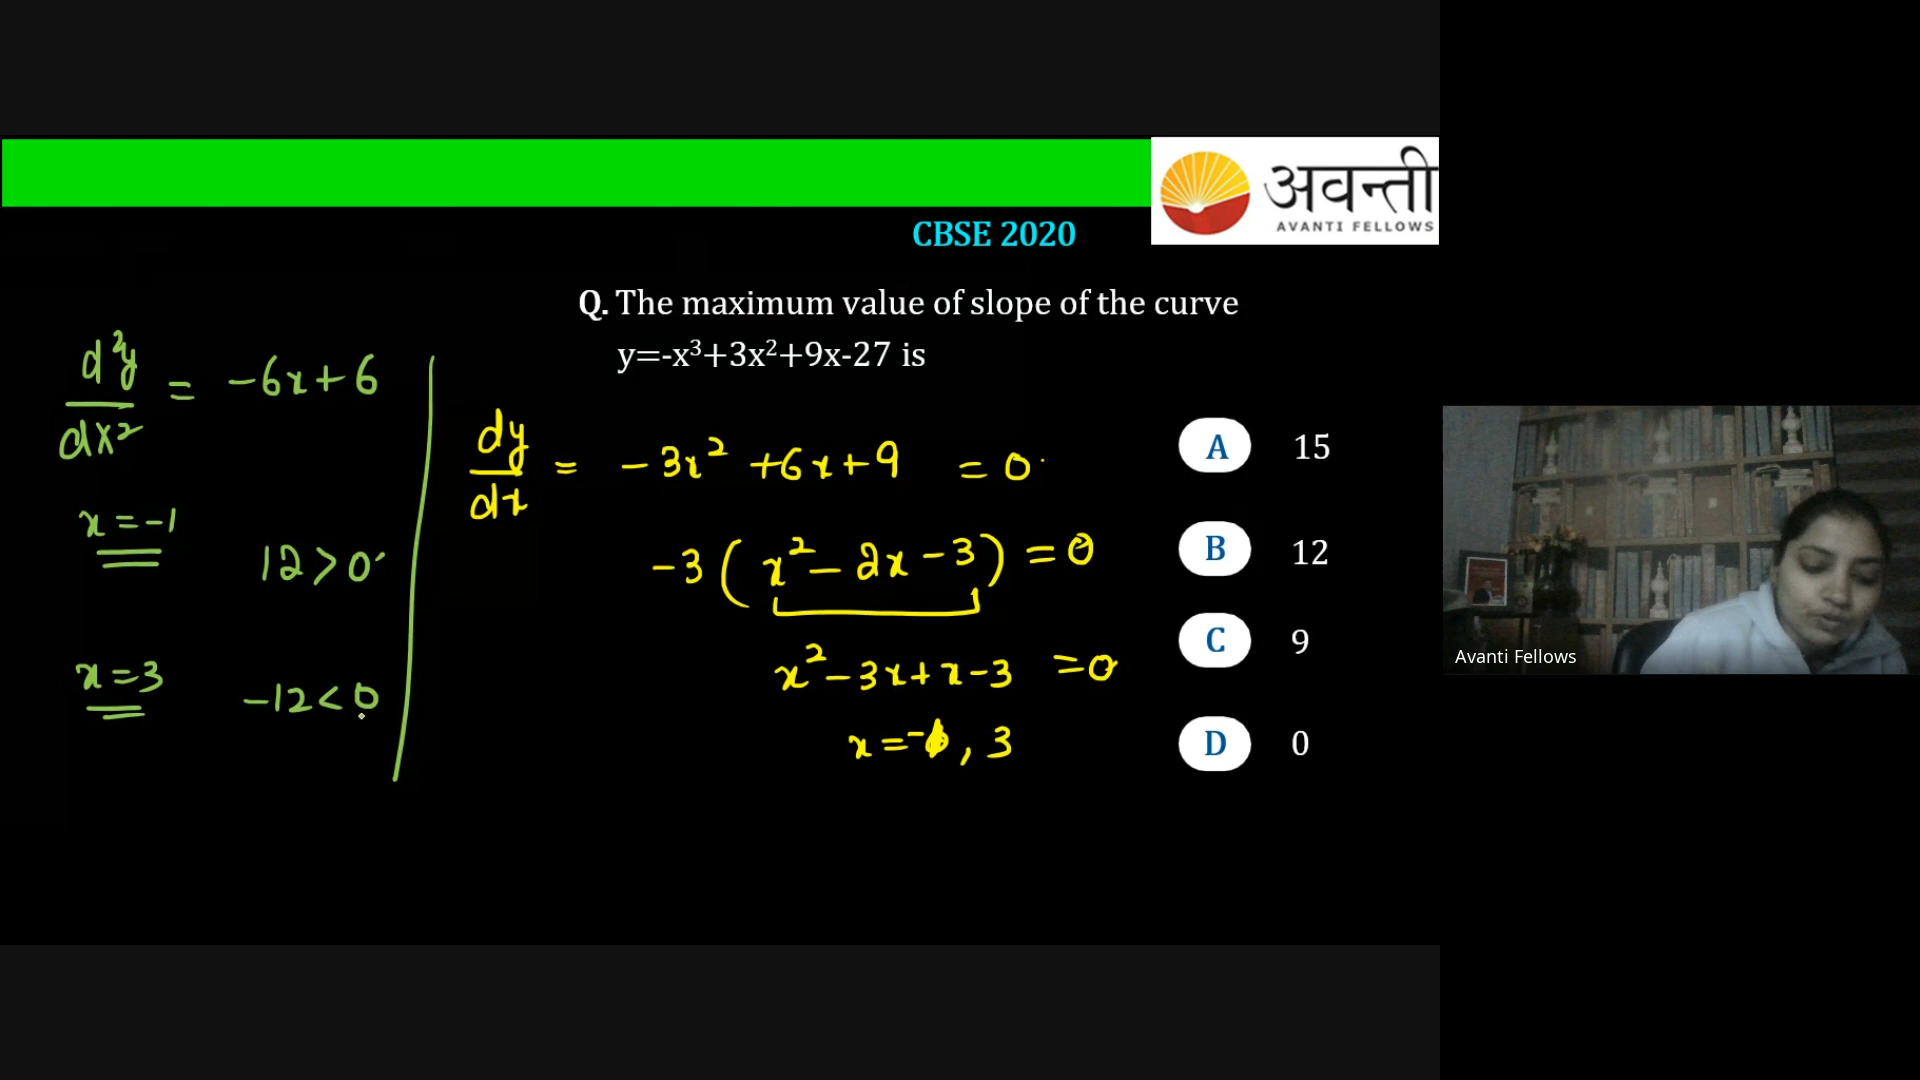 अवन्ती
AVANTI FELLOWS
CBSE 2020
Q. The maximum value of slope of the curve
y=-x³+3x²+9x-27 is
d²y/dx² = -6x+6
x=-1
12>0
x=3
-12<0
dy/dx = -3x²+6x+9 =0
-3(x²-2x-3)=0
x²-3x+x-3 =0
x=-1, 3
A 15
B 12
C 9
D 0
Avanti Fellows